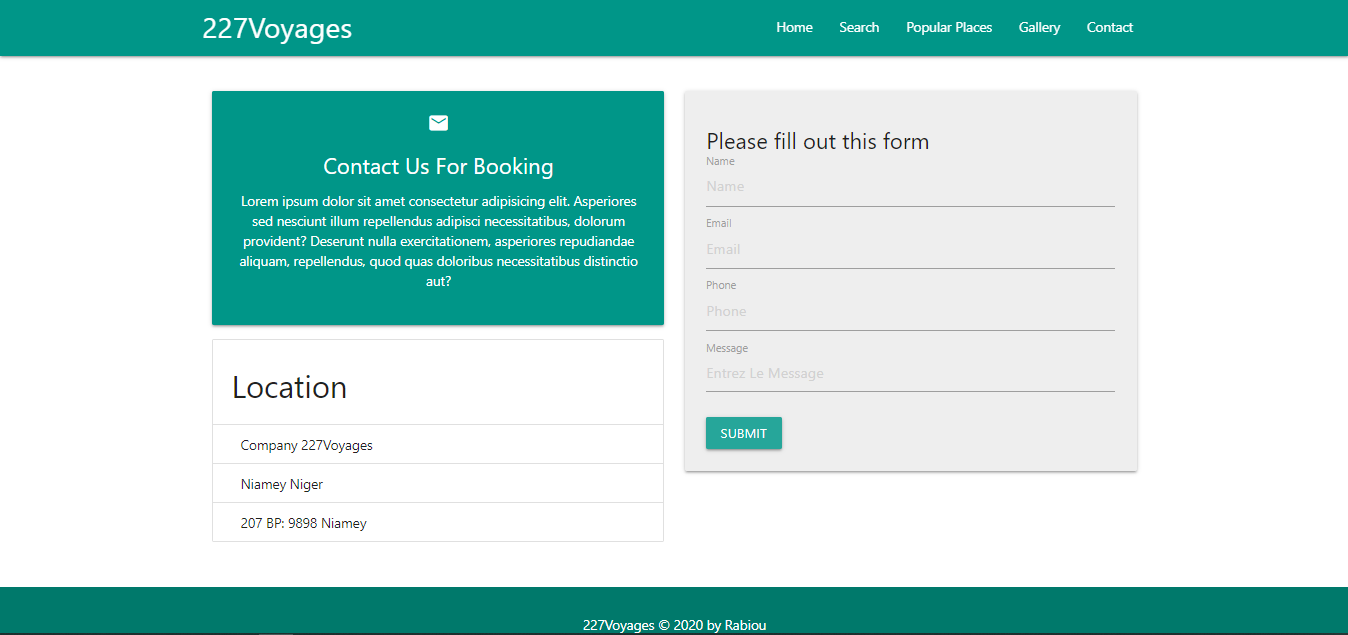 227Voyages
Home Search Popular Places Gallery Contact
Contact Us For Booking
Lorem ipsum dolor sit amet consectetur adipisicing elit. Asperiores
sed nesciunt illum repellendus adipisci necessitatibus, dolorum
provident? Deserunt nulla exercitationem, asperiores repudiandae
aliquam, repellendus, quod quas doloribus necessitatibus distinctio
aut?
Location
Company 227Voyages
Niamey Niger
207 BP: 9898 Niamey
Please fill out this form
Name
Name
Email
Email
Phone
Phone
Message
Entrez Le Message
SUBMIT
227Voyages © 2020 by Rabiou